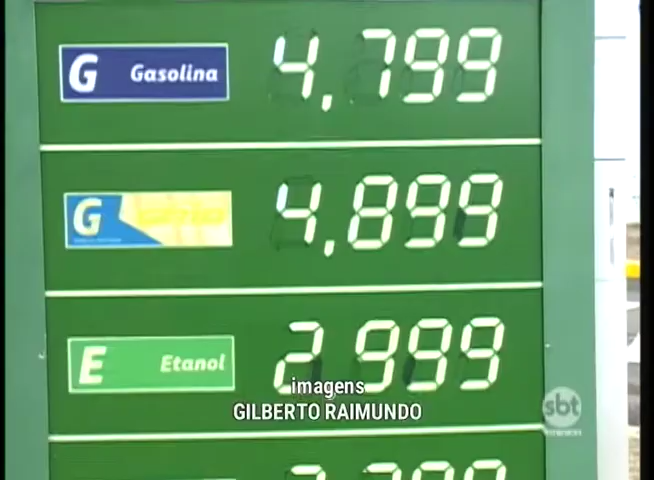 G Gasolina 4,799
G 4,899
E Etanol 2 999
imagens
GILBERTO RAIMUNDO
sbt